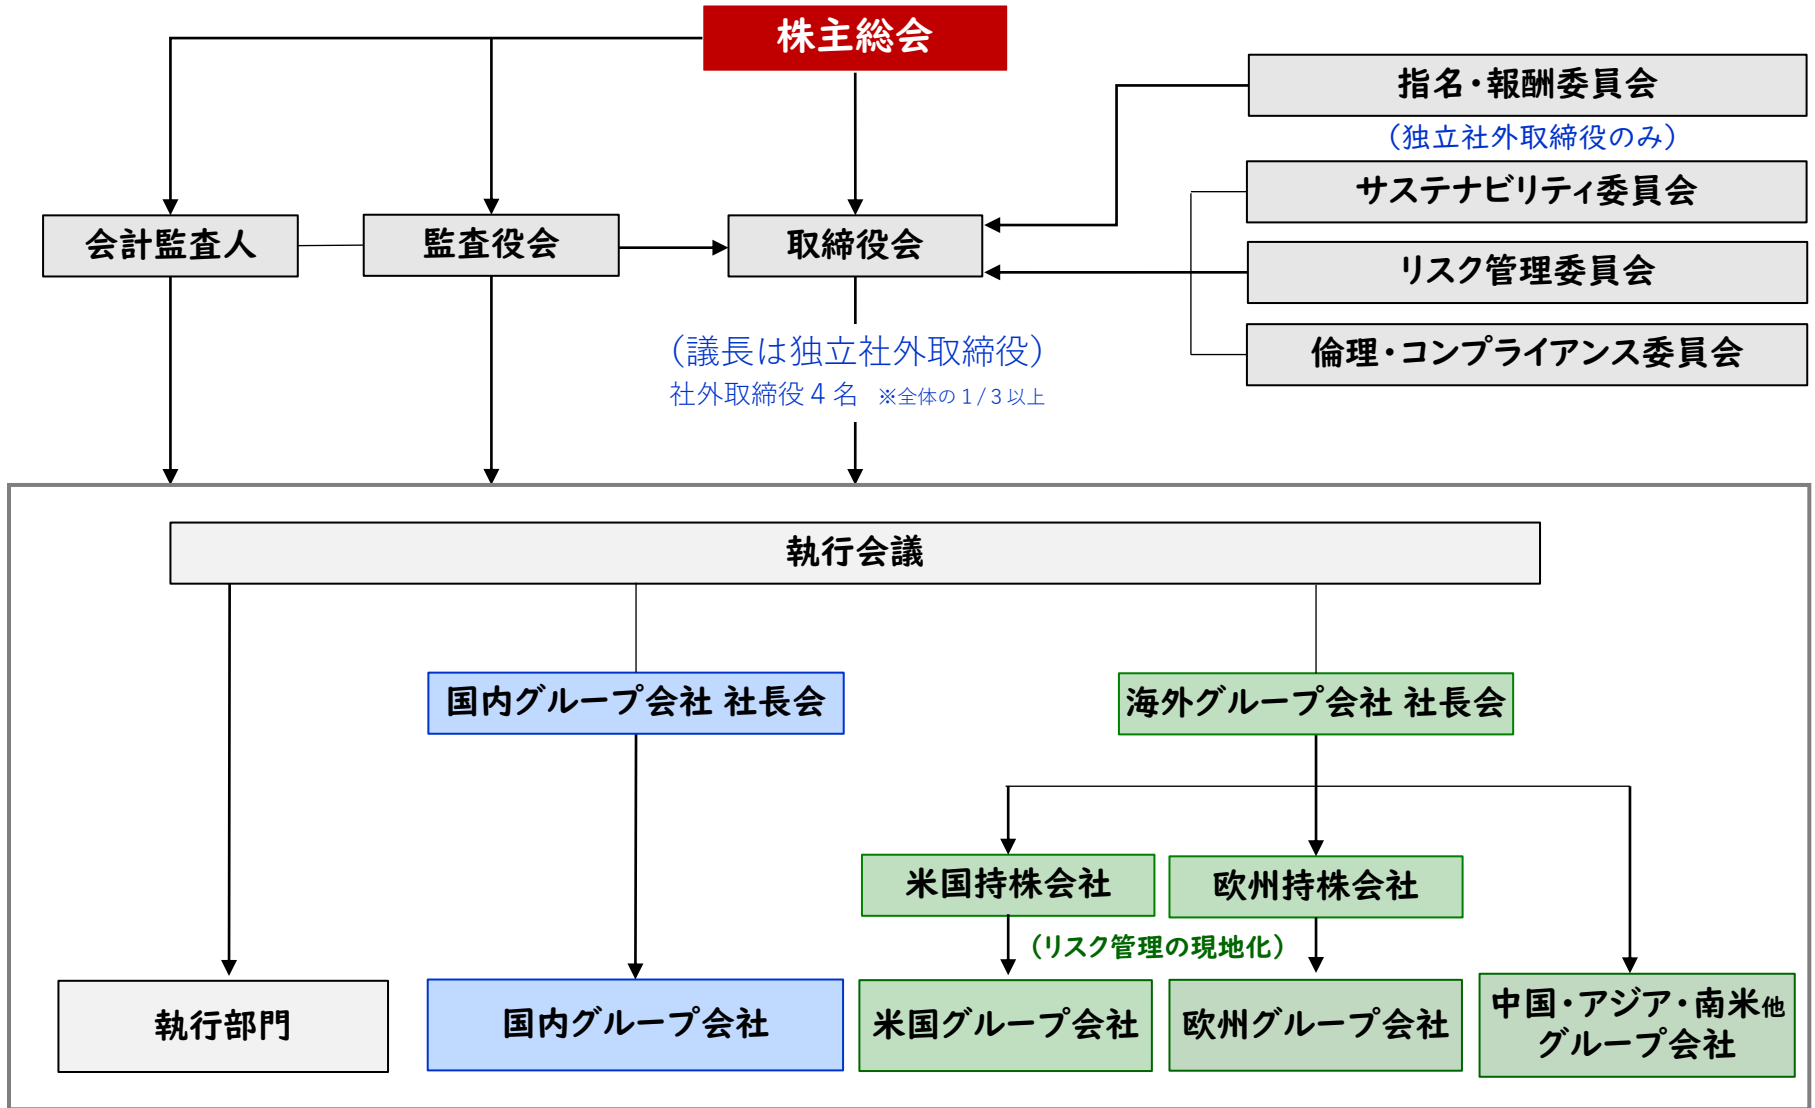 株主総会
指名・報酬委員会
（独立社外取締役のみ）
サステナビリティ委員会
会計監査人
監査役会
取締役会
リスク管理委員会
（議長は独立社外取締役）
倫理・コンプライアンス委員会
社外取締役4名 ※全体の1/3以上
執行会議
国内グループ会社 社長会
海外グループ会社 社長会
米国持株会社
欧州持株会社
（リスク管理の現地化）
執行部門
国内グループ会社
米国グループ会社
欧州グループ会社
中国・アジア・南米他
グループ会社